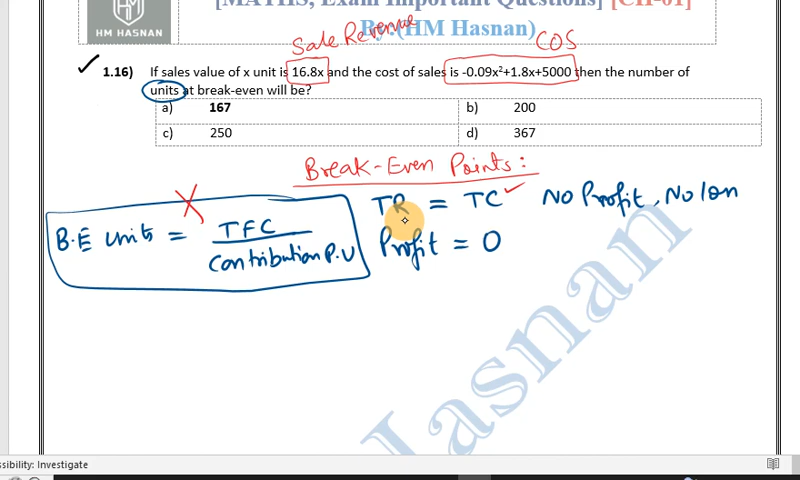 [MATHS, Exam Important Questions] [CH-01]
By:(HM Hasnan)
HM HASNAN
Sale Revenue
COS
1.16) If sales value of x unit is 16.8x and the cost of sales is -0.09x²+1.8x+5000 then the number of
units at break-even will be?
a) 167 b) 200
c) 250 d) 367
Break-Even Points:
TR = TC ✓ No Profit, No loss
B.E units = TFC / Contribution P.U
Profit = 0
Hasnan
ssibility: Investigate